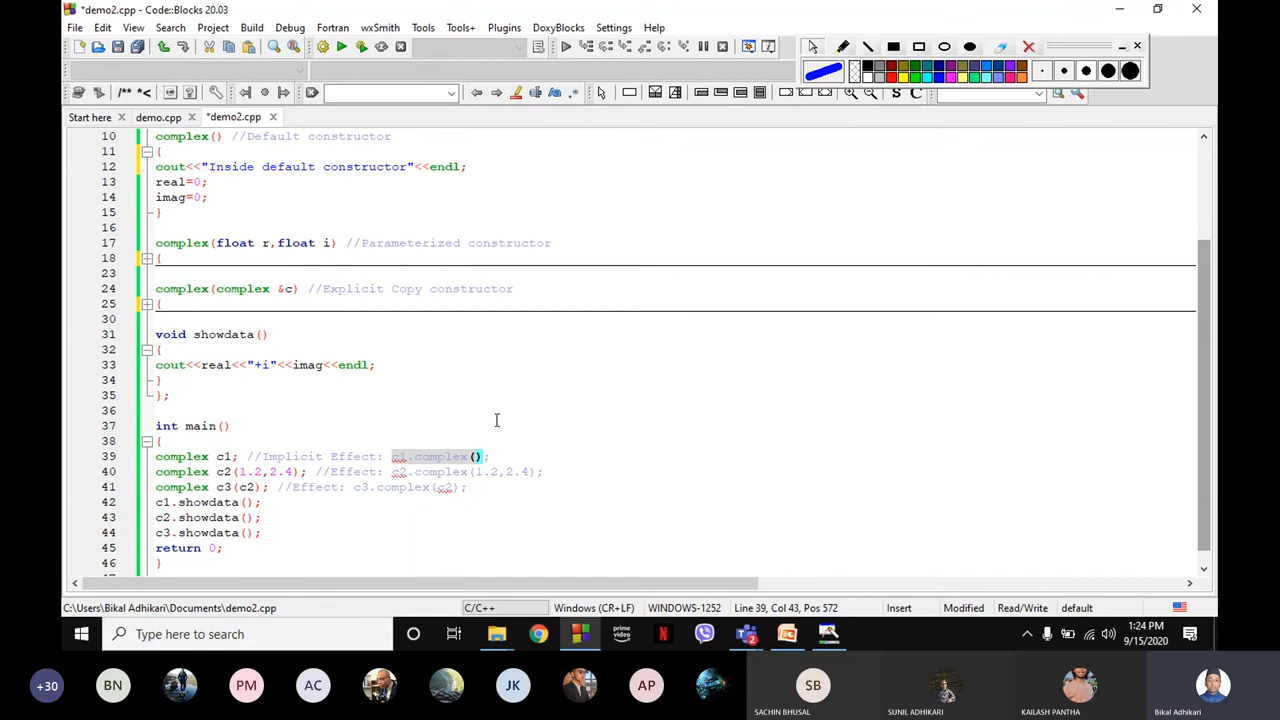 *demo2.cpp - Code::Blocks 20.03
File Edit View Search Project Build Debug Fortran wxSmith Tools Tools+ Plugins DoxyBlocks Settings Help
/** *<
S C
Start here demo.cpp *demo2.cpp
10 complex() //Default constructor
11 {
12 cout<<"Inside default constructor"<<endl;
13 real=0;
14 imag=0;
15 }
16
17 complex(float r,float i) //Parameterized constructor
18 {
23
24 complex(complex &c) //Explicit Copy constructor
25 {
30
31 void showdata()
32 {
33 cout<<real<<"+i"<<imag<<endl;
34 }
35 };
36
37 int main()
38 {
39 complex c1; //Implicit Effect: c1.complex();
40 complex c2(1.2,2.4); //Effect: c2.complex(1.2,2.4);
41 complex c3(c2); //Effect: c3.complex(c2);
42 c1.showdata();
43 c2.showdata();
44 c3.showdata();
45 return 0;
46 }
C:\Users\Bikal Adhikari\Documents\demo2.cpp C/C++ Windows (CR+LF) WINDOWS-1252 Line 39, Col 43, Pos 572 Insert Modified Read/Write default
Type here to search
prime video
N
2
1:24 PM
9/15/2020
+30 BN PM AC JK AP SB
SACHIN BHUSAL SUNIL ADHIKARI KAILASH PANTHA Bikal Adhikari